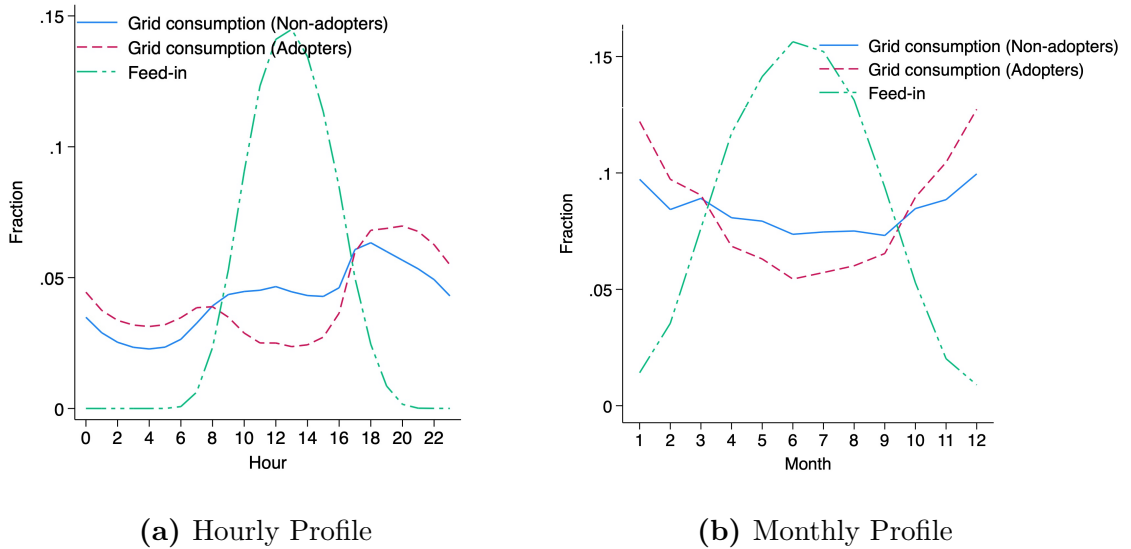 .15
.1
.05
0
Fraction
Grid consumption (Non-adopters)
Grid consumption (Adopters)
Feed-in
0 2 4 6 8 10 12 14 16 18 20 22
Hour
(a) Hourly Profile
.15
.1
.05
0
Fraction
Grid consumption (Non-adopters)
Grid consumption (Adopters)
Feed-in
1 2 3 4 5 6 7 8 9 10 11 12
Month
(b) Monthly Profile